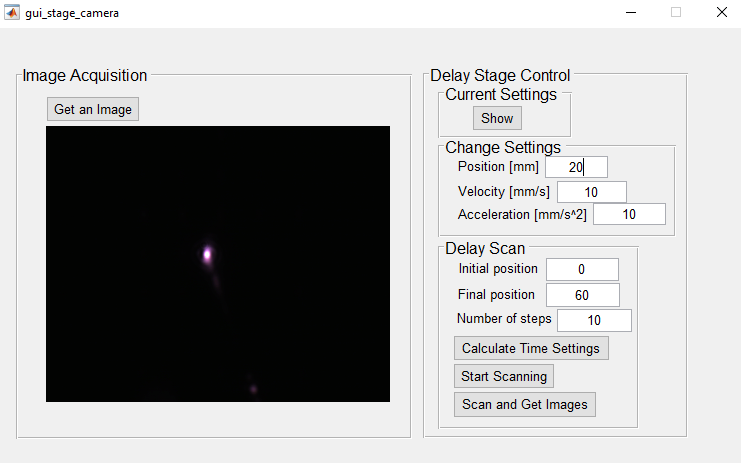 gui_stage_camera
Image Acquisition
Get an Image
Delay Stage Control
Current Settings
Show
Change Settings
Position [mm] 20
Velocity [mm/s] 10
Acceleration [mm/s^2] 10
Delay Scan
Initial position 0
Final position 60
Number of steps 10
Calculate Time Settings
Start Scanning
Scan and Get Images